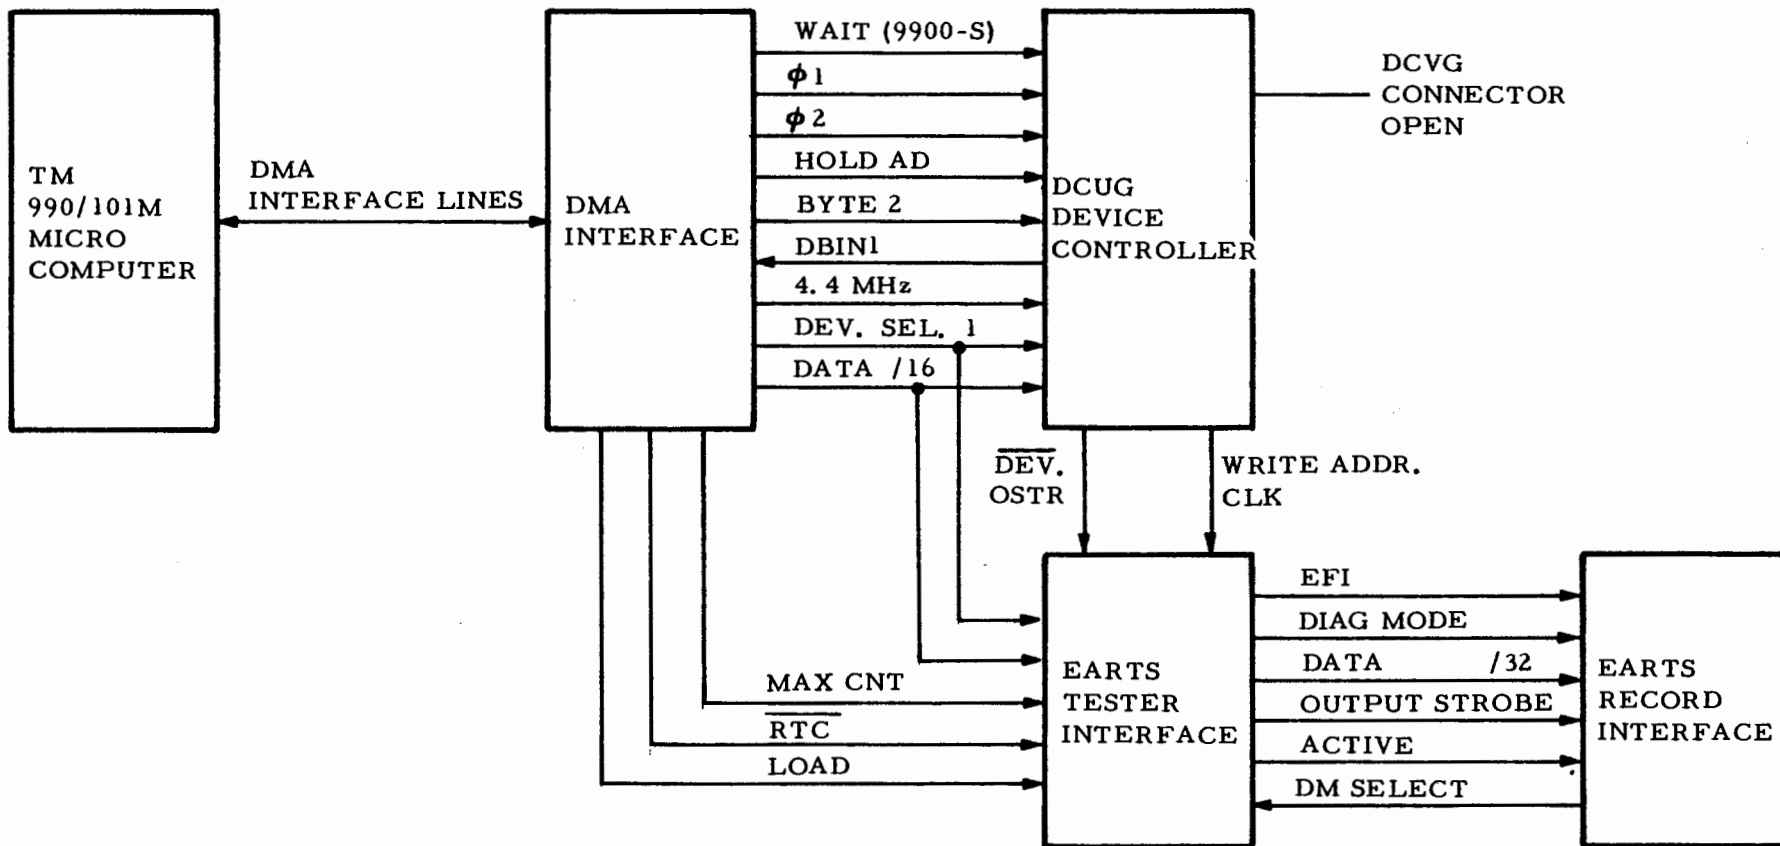 TM
990/101M
MICRO
COMPUTER
DMA
INTERFACE LINES
DMA
INTERFACE
WAIT (9900-S)
ϕ1
ϕ2
HOLD AD
BYTE 2
DBIN1
4.4 MHz
DEV. SEL. 1
DATA /16
DCUG
DEVICE
CONTROLLER
DCVG
CONNECTOR
OPEN
DEV.
OSTR
WRITE ADDR.
CLK
MAX CNT
RTC
LOAD
EARTS
TESTER
INTERFACE
EFI
DIAG MODE
DATA /32
OUTPUT STROBE
ACTIVE
DM SELECT
EARTS
RECORD
INTERFACE